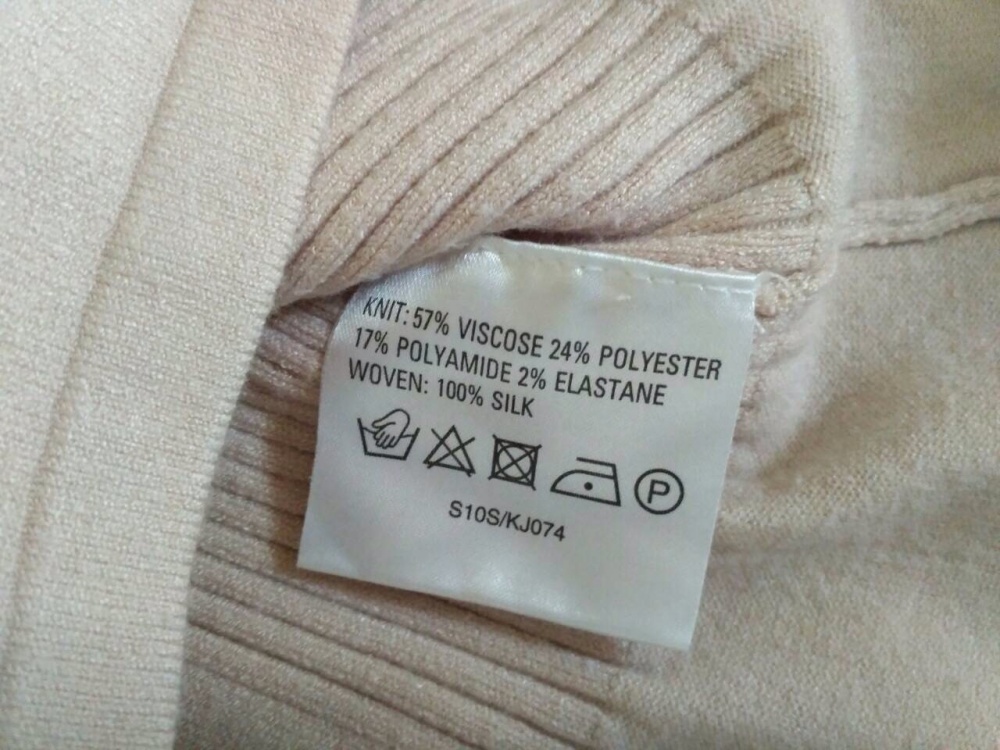 KNIT: 57% VISCOSE 24% POLYESTER
17% POLYAMIDE 2% ELASTANE
WOVEN: 100% SILK
P
S10S/KJ074